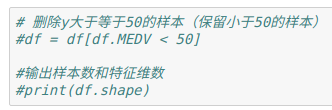 # 删除y大于等于50的样本（保留小于50的样本）
#df = df[df.MEDV < 50]
#输出样本数和特征维数
#print(df.shape)